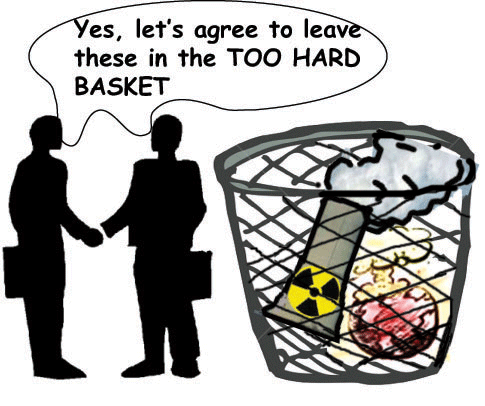 Yes, let's agree to leave
these in the TOO HARD
BASKET